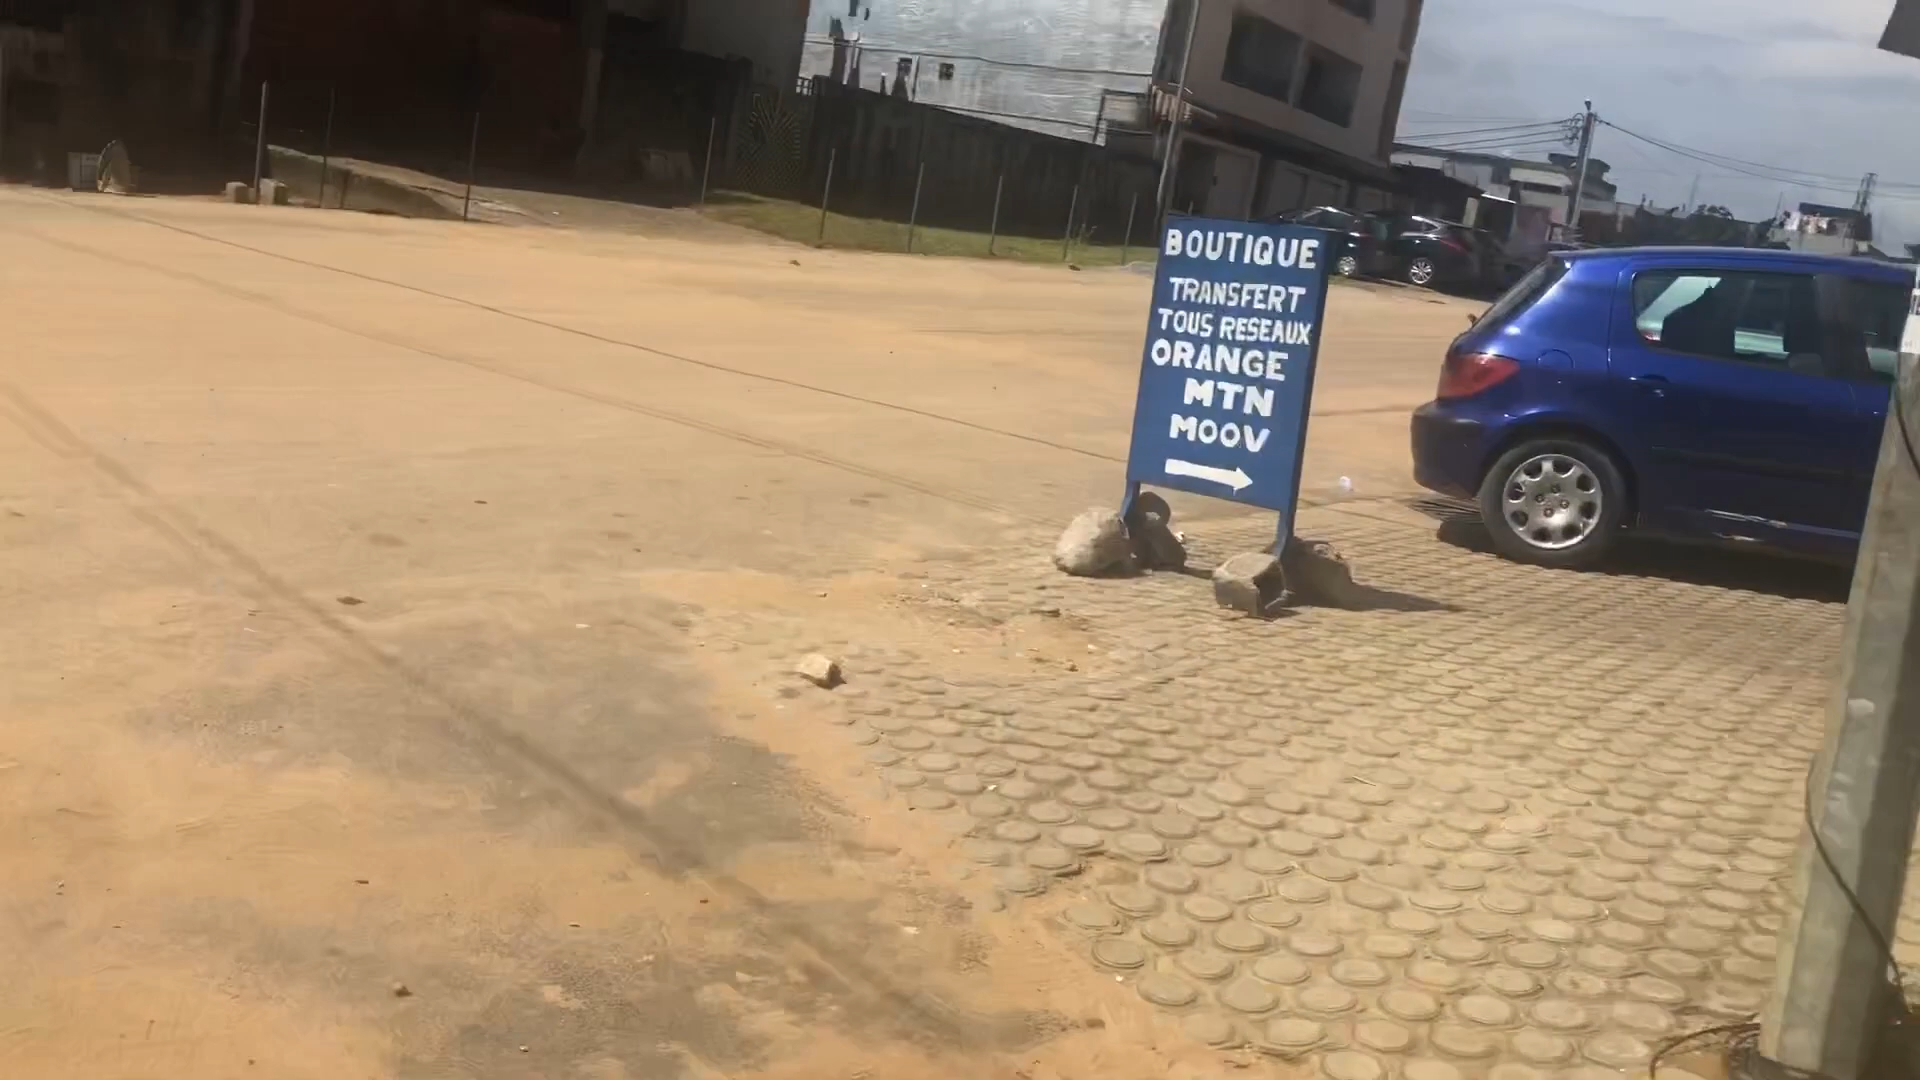 BOUTIQUE
TRANSFERT
TOUS RESEAUX
ORANGE
MTN
MOOV